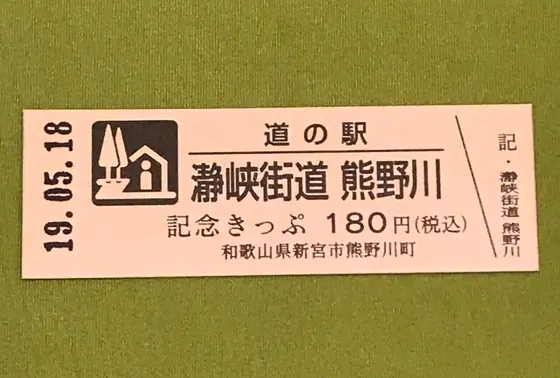 19.05.18
道の駅
瀞峡街道 熊野川
記念きっぷ 180円(税込)
和歌山県新宮市熊野川町
記・瀞峡街道 熊野川